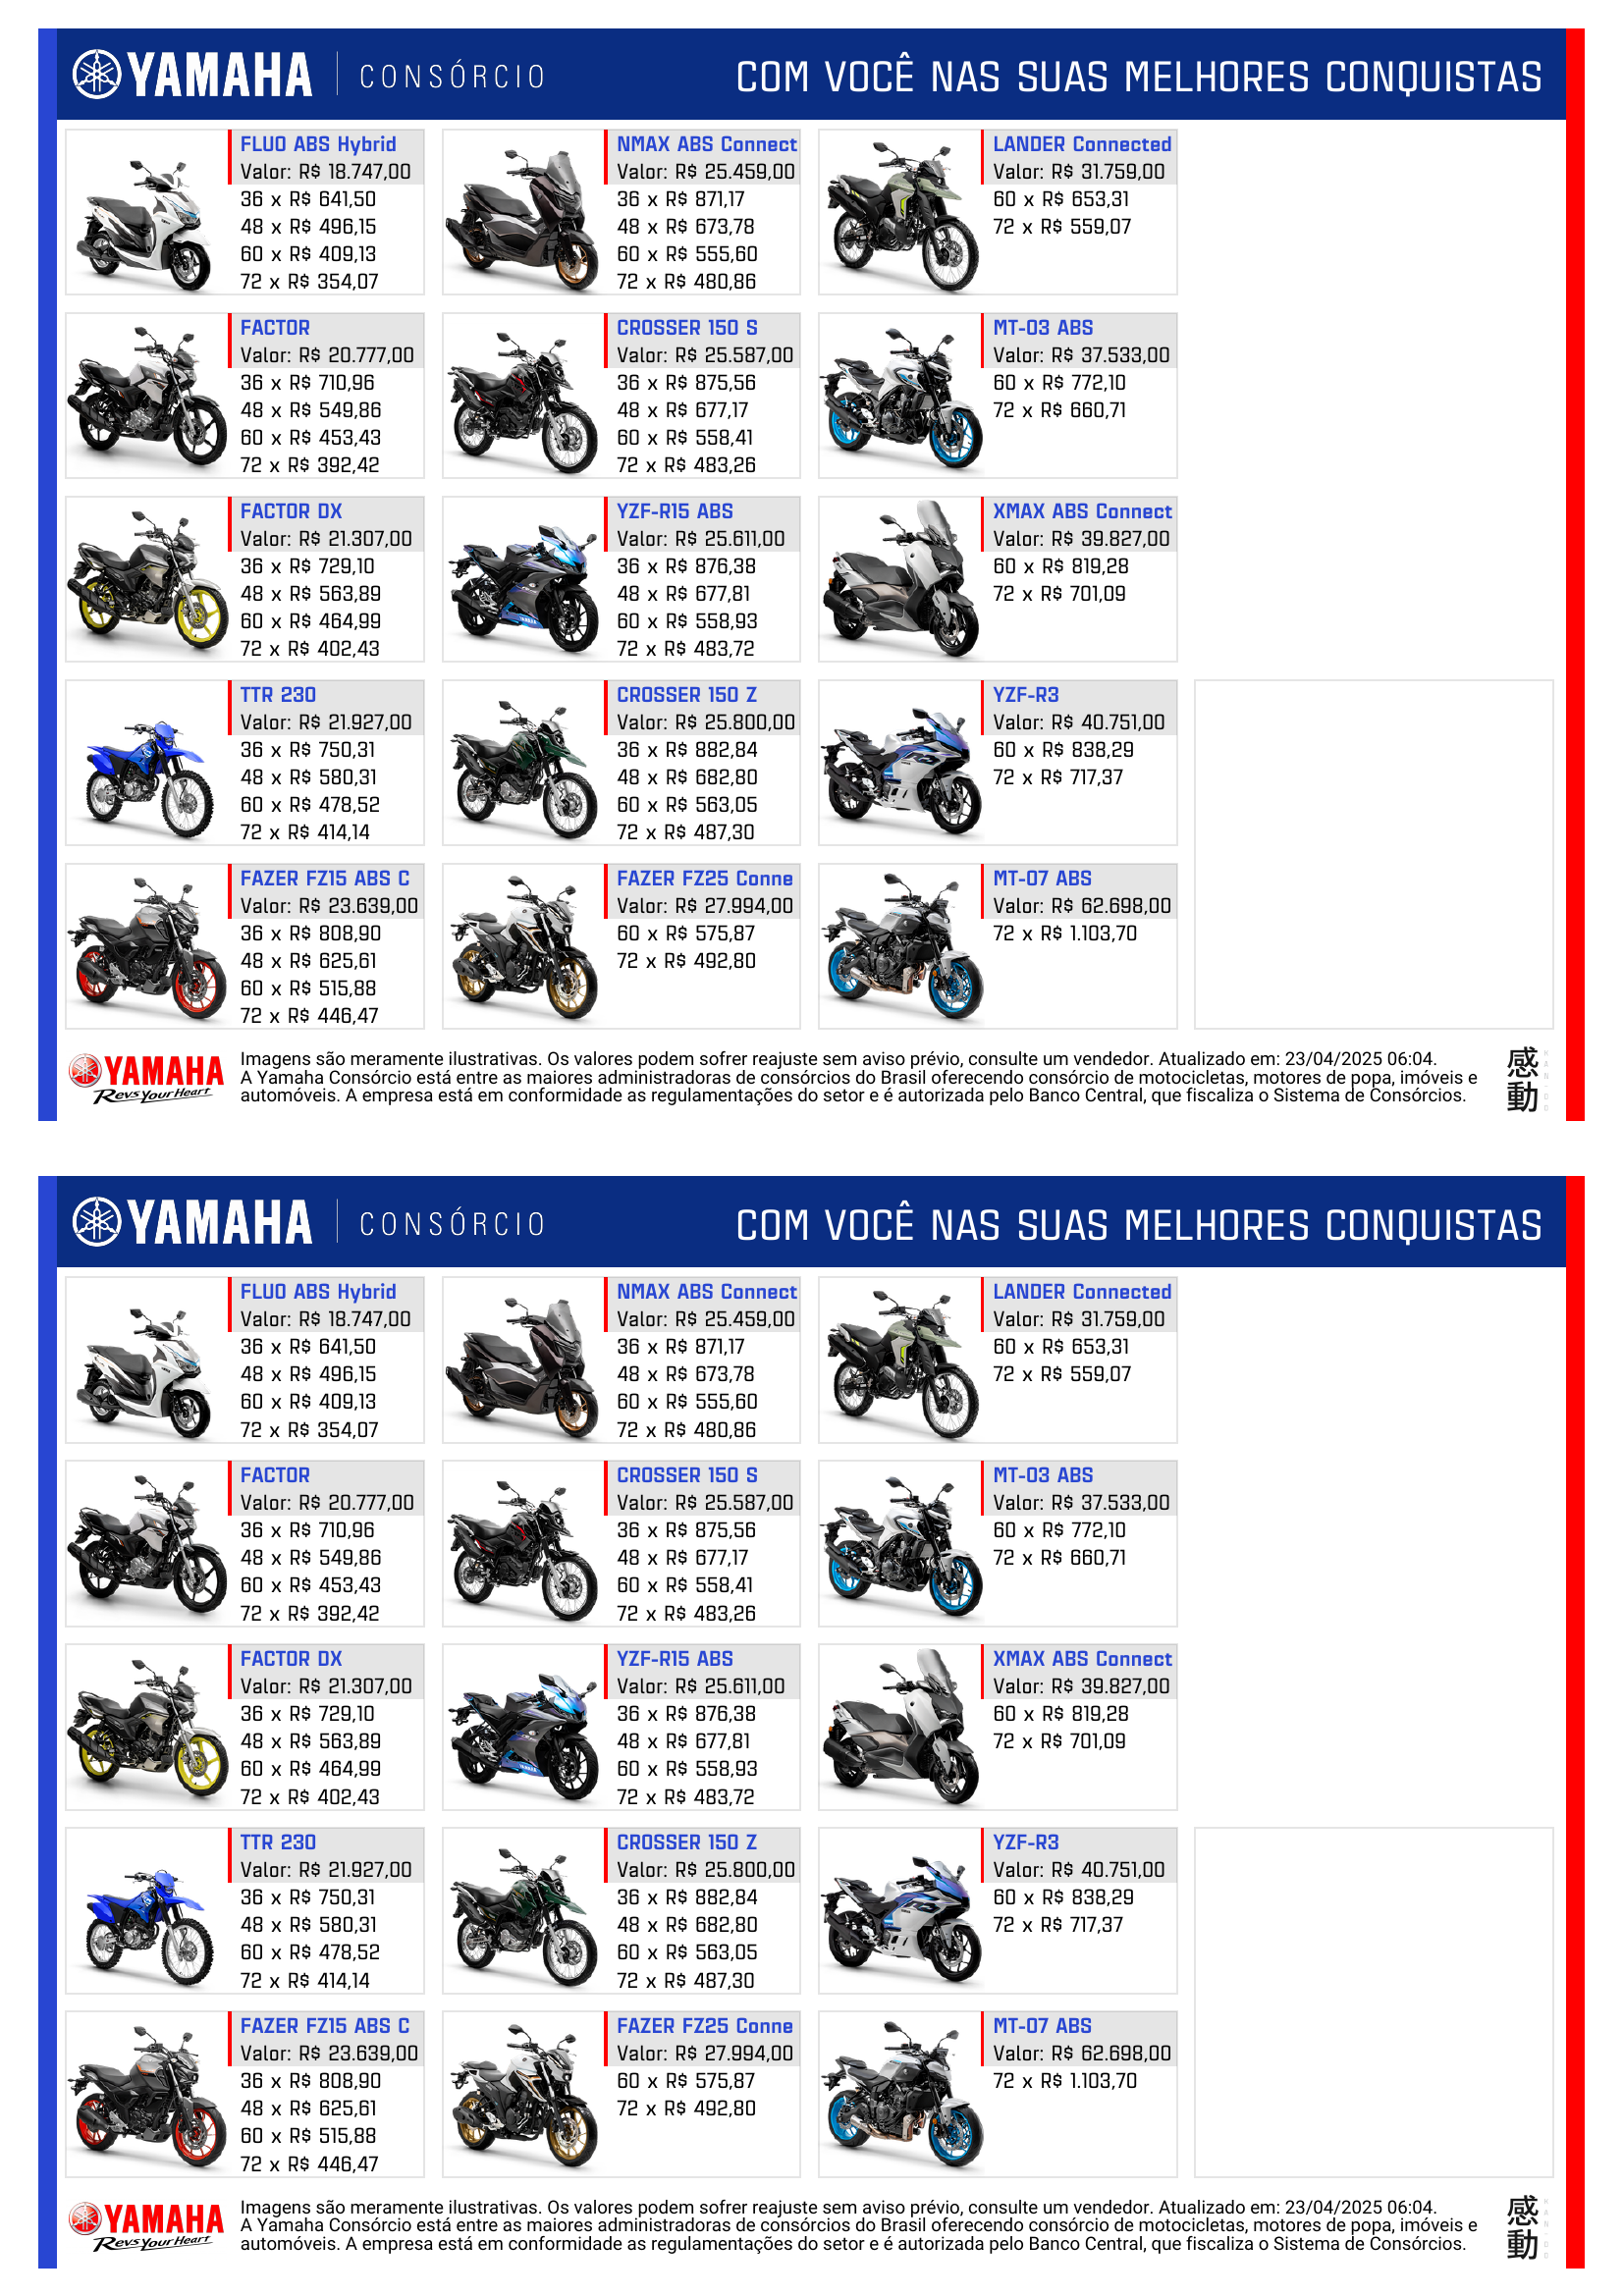 YAMAHA CONSÓRCIO COM VOCÊ NAS SUAS MELHORES CONQUISTAS
FLUO ABS Hybrid
Valor: R$ 18.747,00
36 x R$ 641,50
48 x R$ 496,15
60 x R$ 409,13
72 x R$ 354,07
FACTOR
Valor: R$ 20.777,00
36 x R$ 710,96
48 x R$ 549,86
60 x R$ 453,43
72 x R$ 392,42
FACTOR DX
Valor: R$ 21.307,00
36 x R$ 729,10
48 x R$ 563,89
60 x R$ 464,99
72 x R$ 402,43
TTR 230
Valor: R$ 21.927,00
36 x R$ 750,31
48 x R$ 580,31
60 x R$ 478,52
72 x R$ 414,14
FAZER FZ15 ABS C
Valor: R$ 23.639,00
36 x R$ 808,90
48 x R$ 625,61
60 x R$ 515,88
72 x R$ 446,47
NMAX ABS Connect
Valor: R$ 25.459,00
36 x R$ 871,17
48 x R$ 673,78
60 x R$ 555,60
72 x R$ 480,86
CROSSER 150 S
Valor: R$ 25.587,00
36 x R$ 875,56
48 x R$ 677,17
60 x R$ 558,41
72 x R$ 483,26
YZF-R15 ABS
Valor: R$ 25.611,00
36 x R$ 876,38
48 x R$ 677,81
60 x R$ 558,93
72 x R$ 483,72
CROSSER 150 Z
Valor: R$ 25.800,00
36 x R$ 882,84
48 x R$ 682,80
60 x R$ 563,05
72 x R$ 487,30
FAZER FZ25 Conne
Valor: R$ 27.994,00
60 x R$ 575,87
72 x R$ 492,80
LANDER Connected
Valor: R$ 31.759,00
60 x R$ 653,31
72 x R$ 559,07
MT-03 ABS
Valor: R$ 37.533,00
60 x R$ 772,10
72 x R$ 660,71
XMAX ABS Connect
Valor: R$ 39.827,00
60 x R$ 819,28
72 x R$ 701,09
YZF-R3
Valor: R$ 40.751,00
60 x R$ 838,29
72 x R$ 717,37
MT-07 ABS
Valor: R$ 62.698,00
72 x R$ 1.103,70
YAMAHA
Revs Your Heart
Imagens são meramente ilustrativas. Os valores podem sofrer reajuste sem aviso prévio, consulte um vendedor. Atualizado em: 23/04/2025 06:04.
A Yamaha Consórcio está entre as maiores administradoras de consórcios do Brasil oferecendo consórcio de motocicletas, motores de popa, imóveis e
automóveis. A empresa está em conformidade as regulamentações do setor e é autorizada pelo Banco Central, que fiscaliza o Sistema de Consórcios.
感動
YAMAHA CONSÓRCIO COM VOCÊ NAS SUAS MELHORES CONQUISTAS
FLUO ABS Hybrid
Valor: R$ 18.747,00
36 x R$ 641,50
48 x R$ 496,15
60 x R$ 409,13
72 x R$ 354,07
FACTOR
Valor: R$ 20.777,00
36 x R$ 710,96
48 x R$ 549,86
60 x R$ 453,43
72 x R$ 392,42
FACTOR DX
Valor: R$ 21.307,00
36 x R$ 729,10
48 x R$ 563,89
60 x R$ 464,99
72 x R$ 402,43
TTR 230
Valor: R$ 21.927,00
36 x R$ 750,31
48 x R$ 580,31
60 x R$ 478,52
72 x R$ 414,14
FAZER FZ15 ABS C
Valor: R$ 23.639,00
36 x R$ 808,90
48 x R$ 625,61
60 x R$ 515,88
72 x R$ 446,47
NMAX ABS Connect
Valor: R$ 25.459,00
36 x R$ 871,17
48 x R$ 673,78
60 x R$ 555,60
72 x R$ 480,86
CROSSER 150 S
Valor: R$ 25.587,00
36 x R$ 875,56
48 x R$ 677,17
60 x R$ 558,41
72 x R$ 483,26
YZF-R15 ABS
Valor: R$ 25.611,00
36 x R$ 876,38
48 x R$ 677,81
60 x R$ 558,93
72 x R$ 483,72
CROSSER 150 Z
Valor: R$ 25.800,00
36 x R$ 882,84
48 x R$ 682,80
60 x R$ 563,05
72 x R$ 487,30
FAZER FZ25 Conne
Valor: R$ 27.994,00
60 x R$ 575,87
72 x R$ 492,80
LANDER Connected
Valor: R$ 31.759,00
60 x R$ 653,31
72 x R$ 559,07
MT-03 ABS
Valor: R$ 37.533,00
60 x R$ 772,10
72 x R$ 660,71
XMAX ABS Connect
Valor: R$ 39.827,00
60 x R$ 819,28
72 x R$ 701,09
YZF-R3
Valor: R$ 40.751,00
60 x R$ 838,29
72 x R$ 717,37
MT-07 ABS
Valor: R$ 62.698,00
72 x R$ 1.103,70
YAMAHA
Revs Your Heart
Imagens são meramente ilustrativas. Os valores podem sofrer reajuste sem aviso prévio, consulte um vendedor. Atualizado em: 23/04/2025 06:04.
A Yamaha Consórcio está entre as maiores administradoras de consórcios do Brasil oferecendo consórcio de motocicletas, motores de popa, imóveis e
automóveis. A empresa está em conformidade as regulamentações do setor e é autorizada pelo Banco Central, que fiscaliza o Sistema de Consórcios.
感動